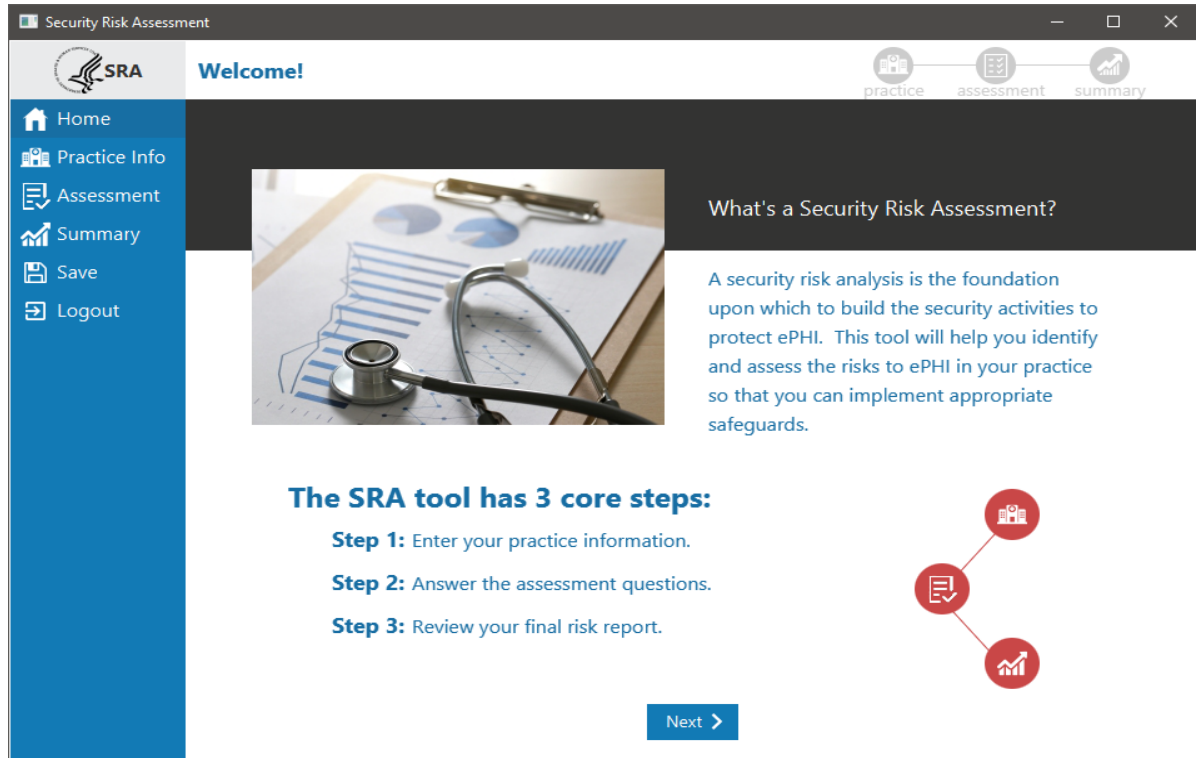 Security Risk Assessment
SRA
Welcome!
practice
assessment
summary
Home
Practice Info
Assessment
Summary
Save
Logout
What's a Security Risk Assessment?
A security risk analysis is the foundation
upon which to build the security activities to
protect ePHI. This tool will help you identify
and assess the risks to ePHI in your practice
so that you can implement appropriate
safeguards.
The SRA tool has 3 core steps:
Step 1: Enter your practice information.
Step 2: Answer the assessment questions.
Step 3: Review your final risk report.
Next